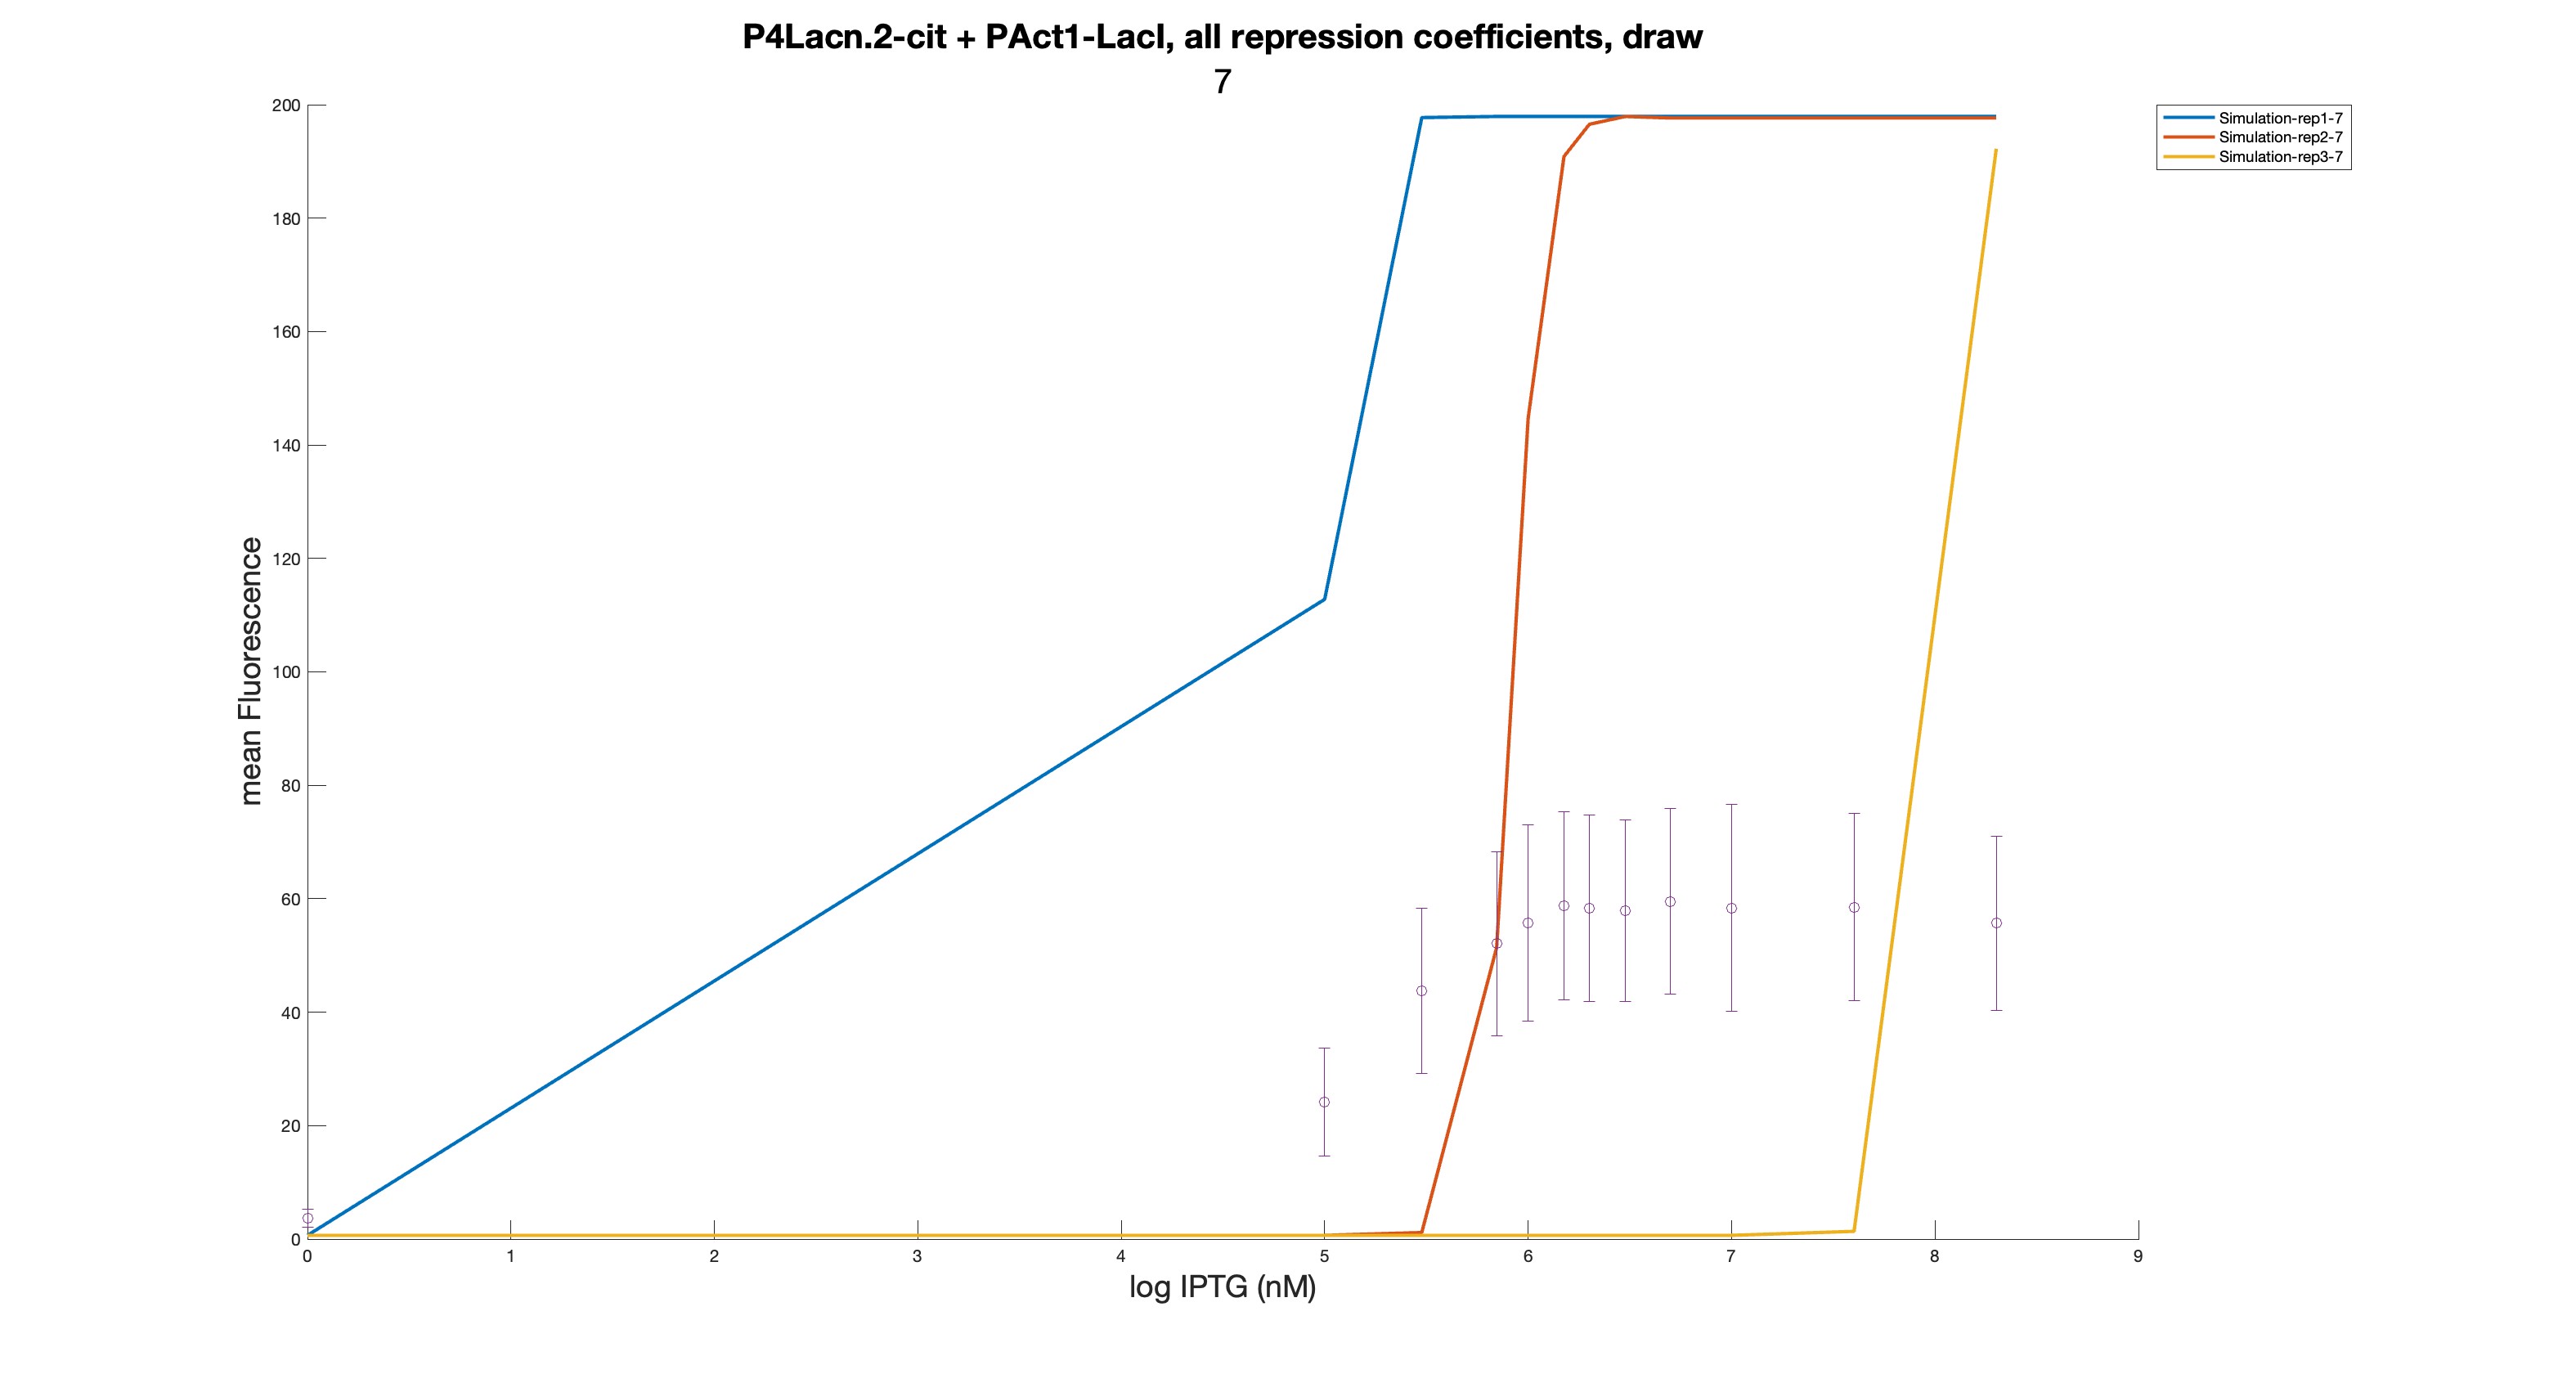 P4Lacn.2-cit + PAct1-LacI, all repression coefficients, draw
7
200
180
160
140
120
100
80
60
40
20
0
mean Fluorescence
0 1 2 3 4 5 6 7 8 9
log IPTG (nM)
Simulation-rep1-7
Simulation-rep2-7
Simulation-rep3-7